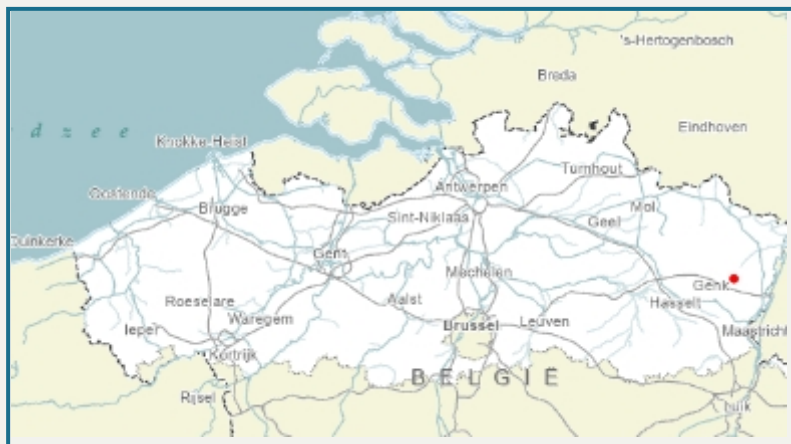 's-Hertogenbosch
Breda
d z e e
Eindhoven
Knokke-Heist
Turnhout
Antwerpen
Oostende
Mol
Brugge
Sint-Niklaas
Geel
Duinkerke
Gent
Mechelen
Genk
Roeselare
Aalst
Hasselt
Ieper
Waregem
Brussel
Leuven
Maastricht
Kortrijk
BELGIË
Rijsel
Luik